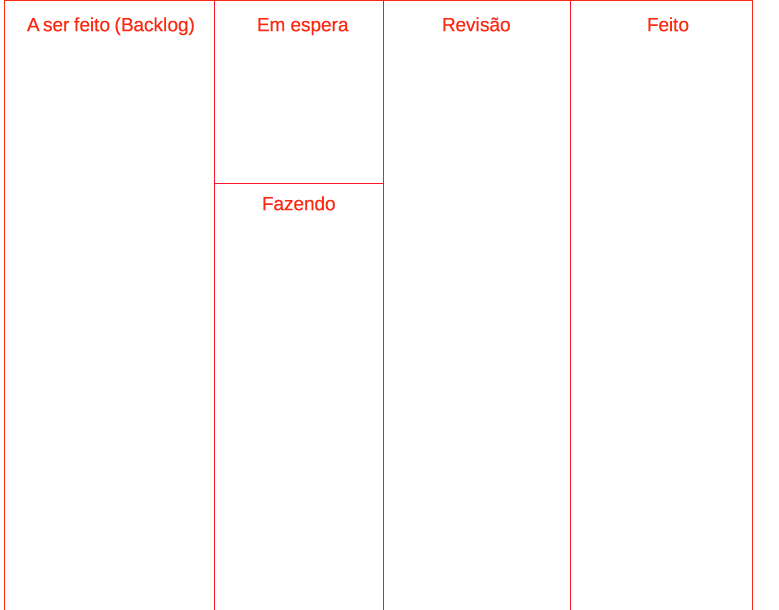 A ser feito (Backlog)
Em espera
Revisão
Feito
Fazendo